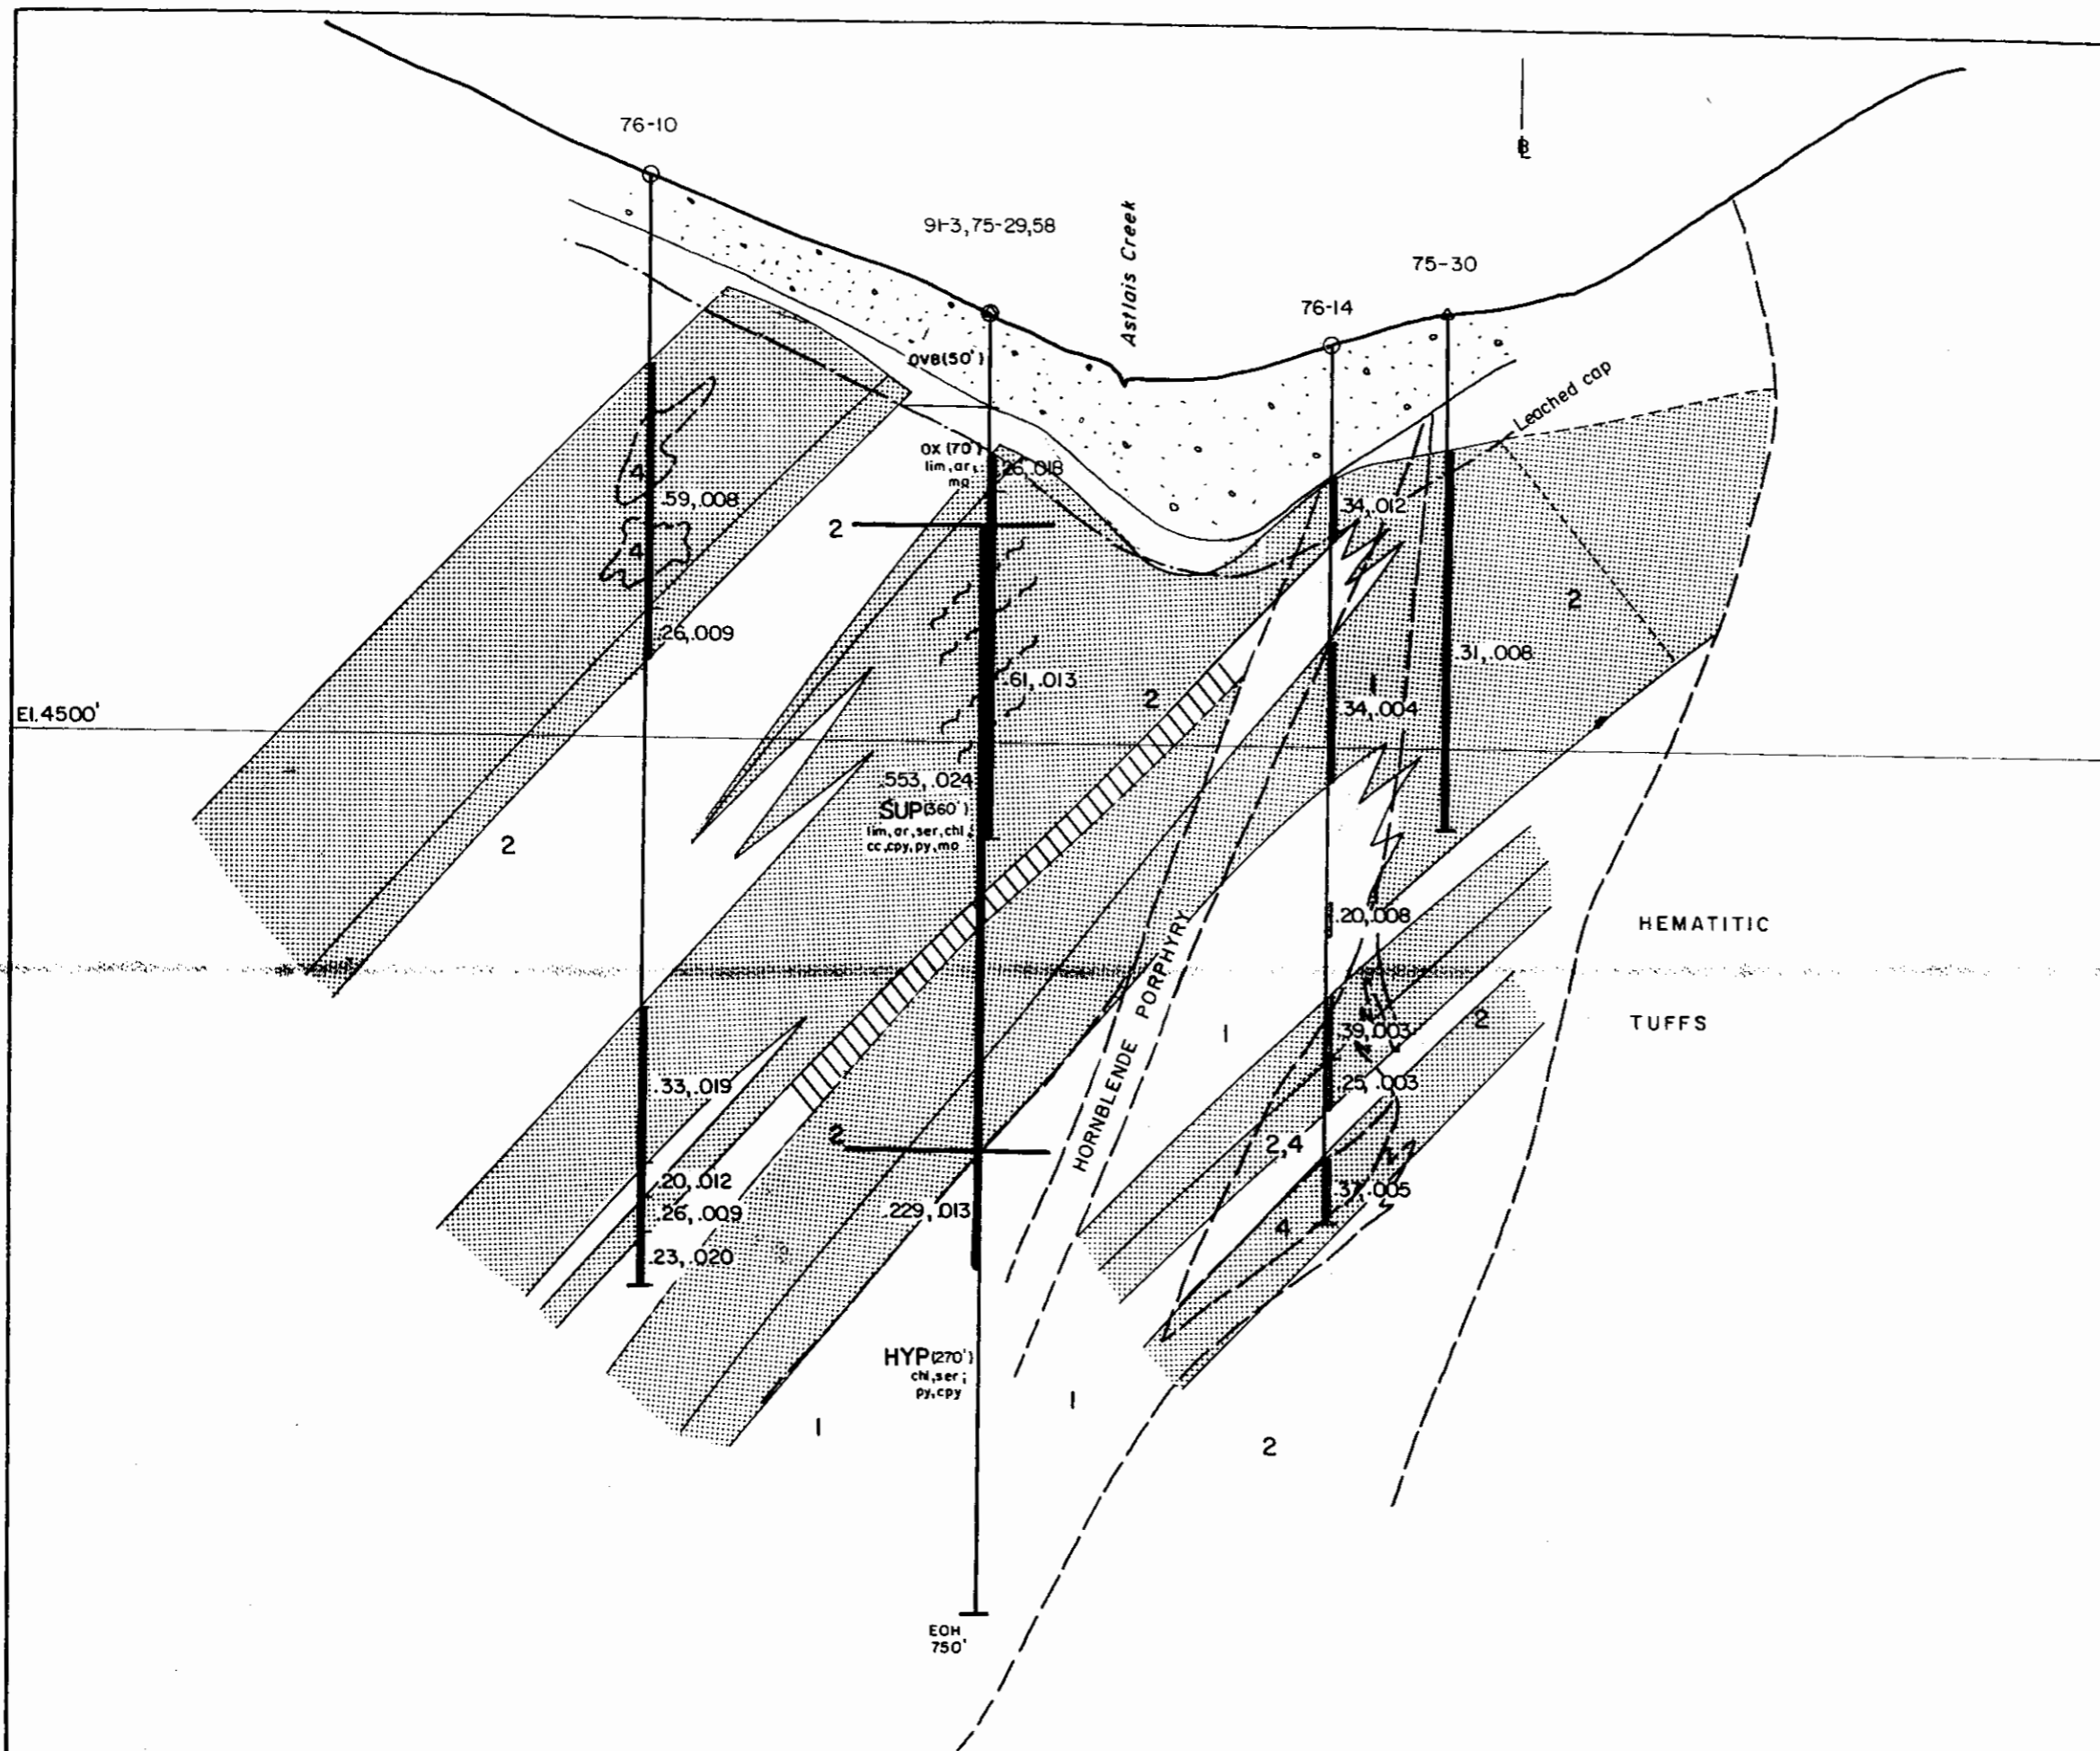 76-10
91-3, 75-29, 58
Astlais Creek
75-30
76-14
OVB(50')
Leached cap
OX (70')
lim, ar,
.26,.018
.34,.012
4
.59,.008
2
4
2
.26,.009
.31,.008
.61,.013
2
1
.34,.004
El. 4500'
.553,.024
SUP(360')
lim, ar, ser, chl;
cc, cpy, py, mo
2
.20,.008
HEMATITIC
TUFFS
HORNBLENDE PORPHYRY
1
2
.39,.003
.25,.003
.33,.019
2
2,4
.20,.012
.37,.005
.26,.009
.229,.013
4
.23,.020
HYP(270')
chl, ser;
py, cpy
1
1
2
EOH
750'